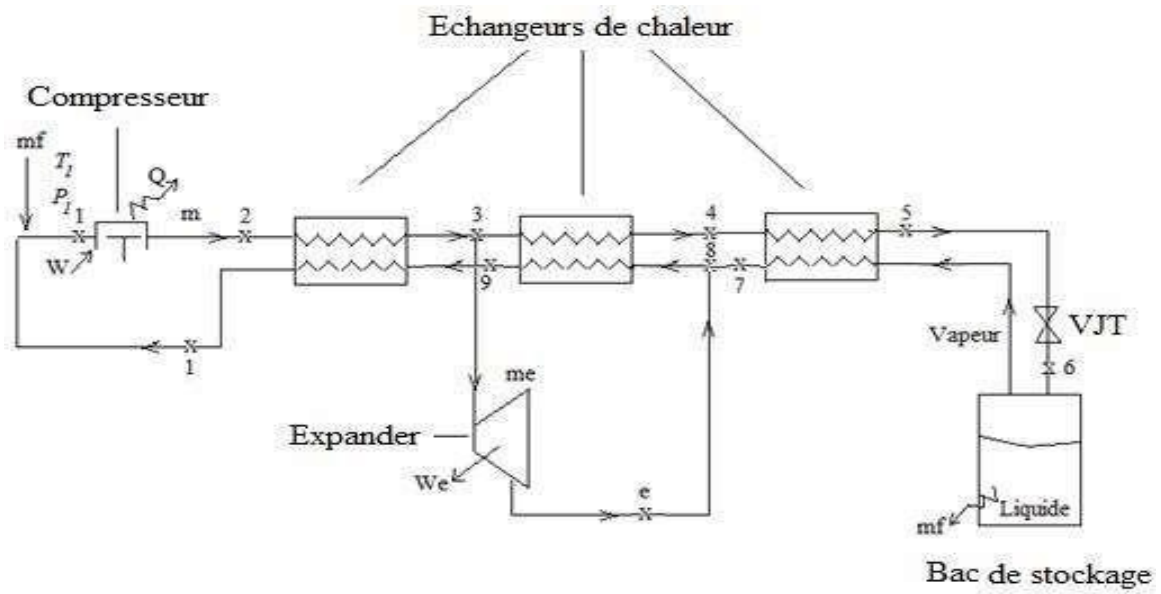 Echangeurs de chaleur
Compresseur
mf
T1
P1
Q
1
m
2
3
4
5
W
8
9
7
1
VJT
Vapeur
6
me
Expander
We
e
Liquide
mf
Bac de stockage